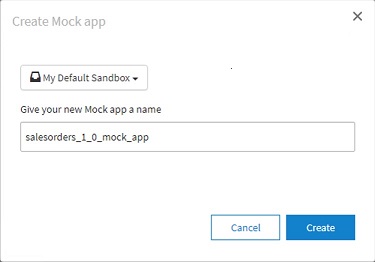 Create Mock app
My Default Sandbox
Give your new Mock app a name
salesorders_1_0_mock_app
Cancel
Create